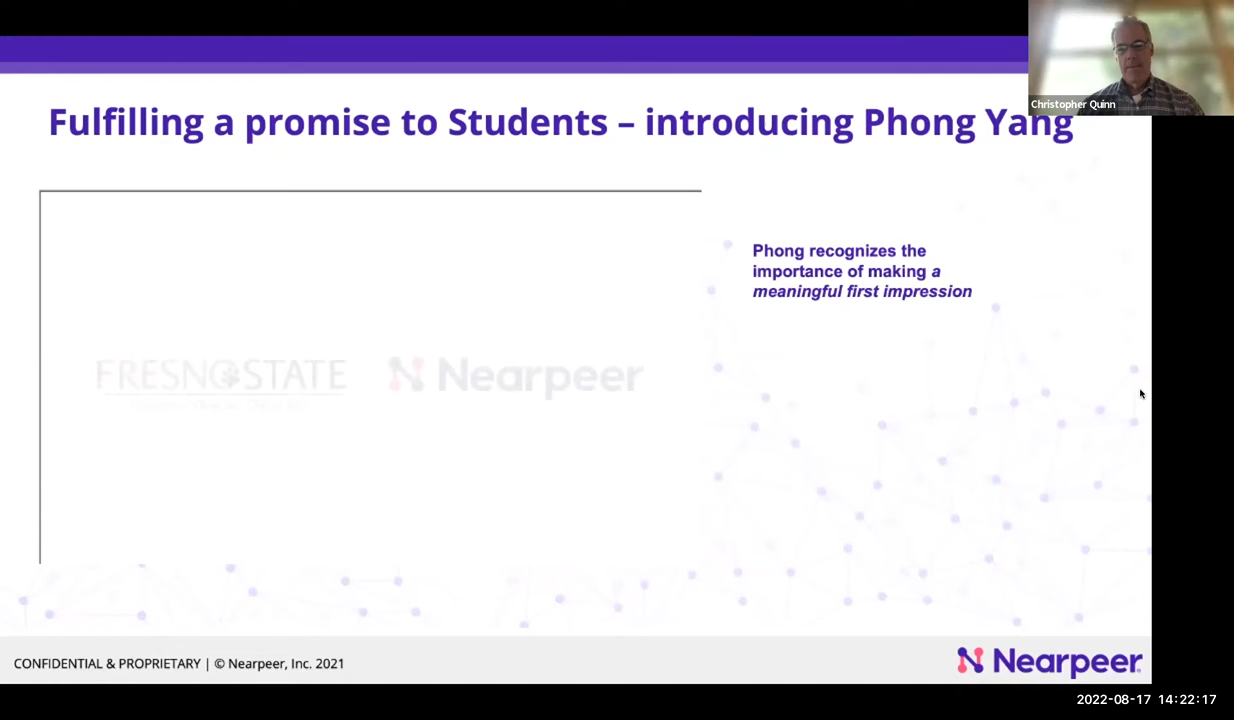 Christopher Quinn
Fulfilling a promise to Students – introducing Phong Yang
Phong recognizes the
importance of making a
meaningful first impression
FRESNO STATE
Nearpeer
CONFIDENTIAL & PROPRIETARY | © Nearpeer, Inc. 2021
Nearpeer
2022-08-17 14:22:17